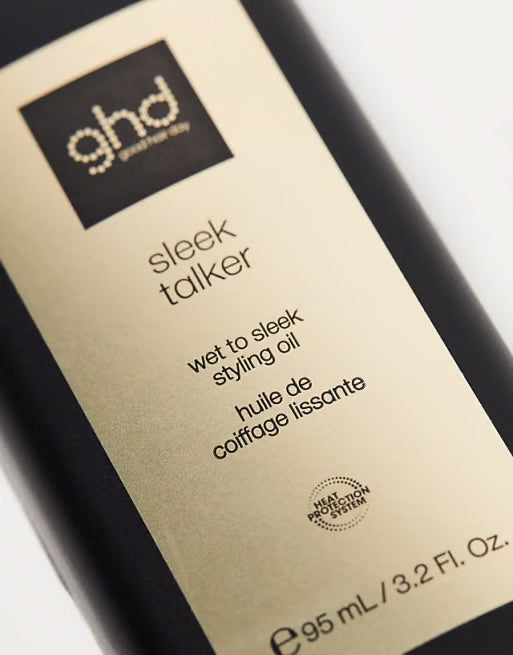 ghd
good hair day
sleek
talker
wet to sleek
styling oil
huile de
coiffage lissante
HEAT
PROTECTION
SYSTEM
℮ 95 mL / 3.2 Fl. Oz.